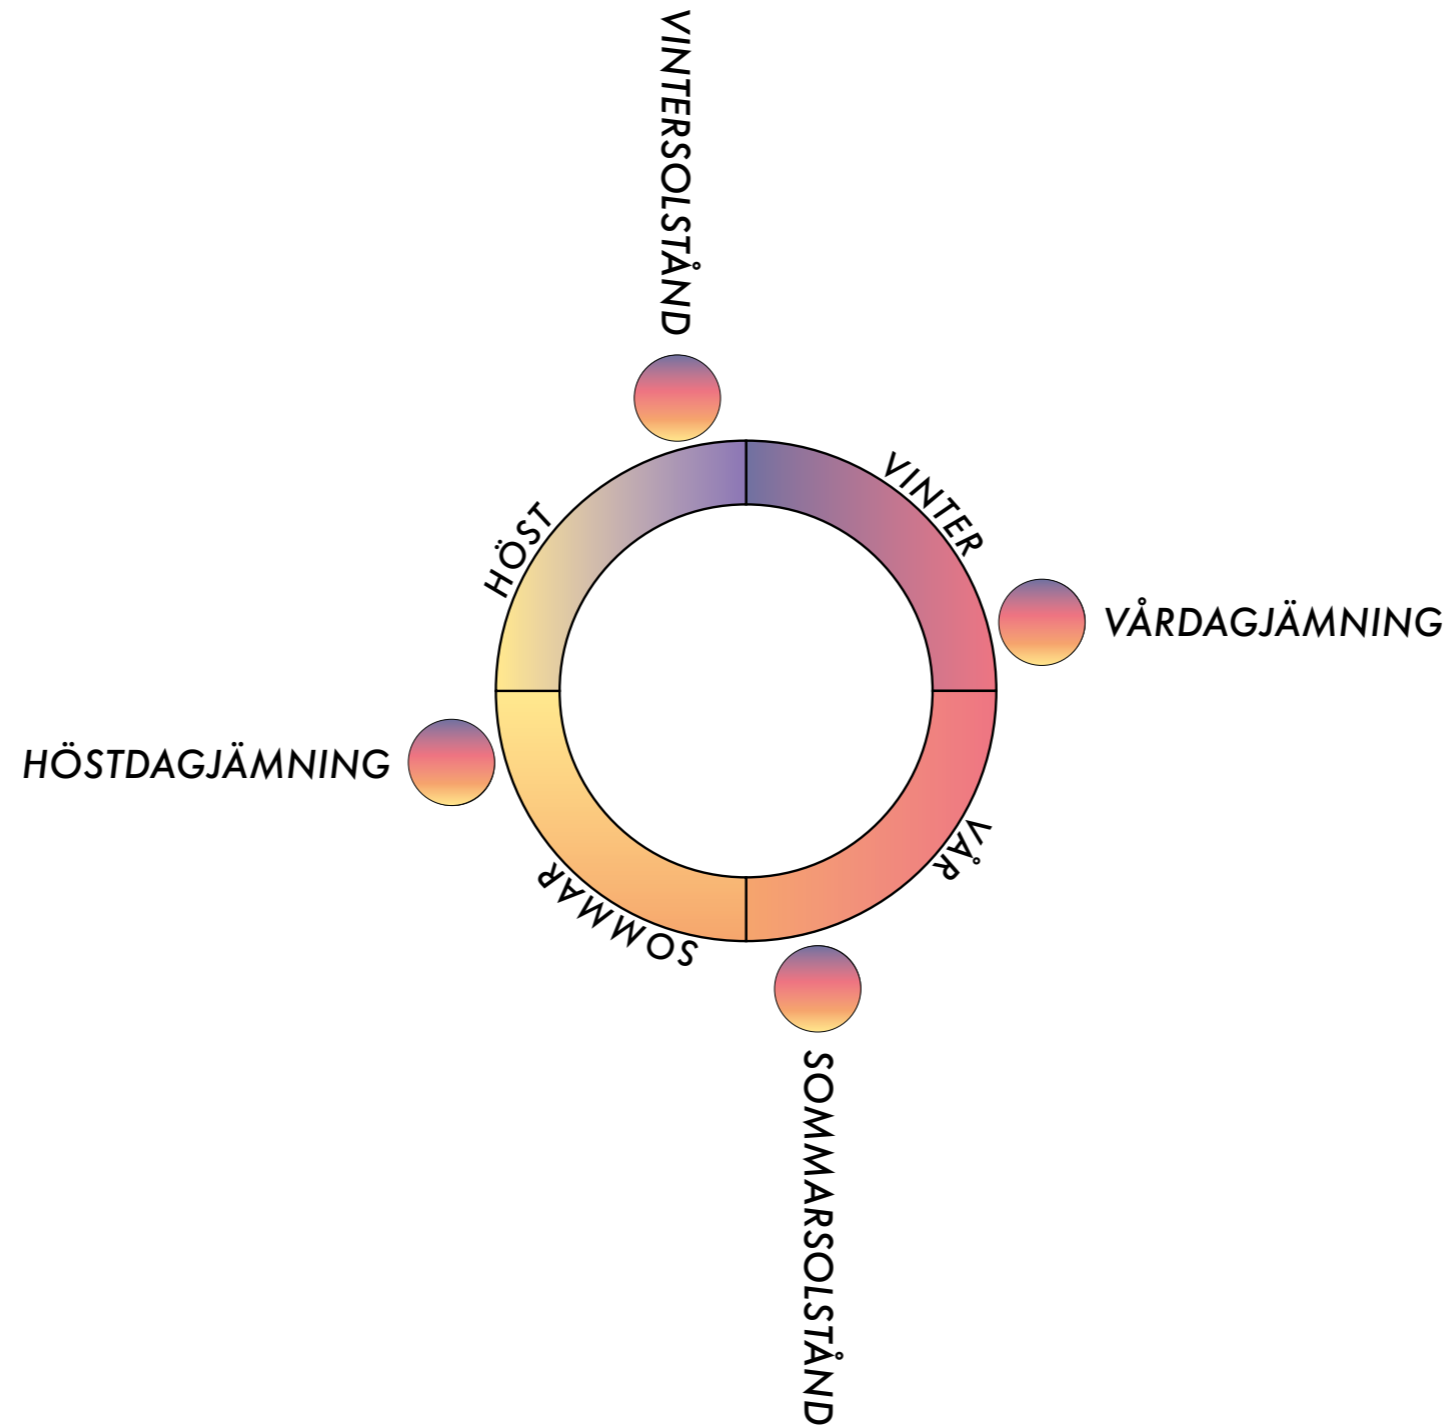 VINTERSOLSTÅND
VINTER
HÖST
VÅRDAGJÄMNING
HÖSTDAGJÄMNING
VÅR
SOMMAR
SOMMARSOLSTÅND